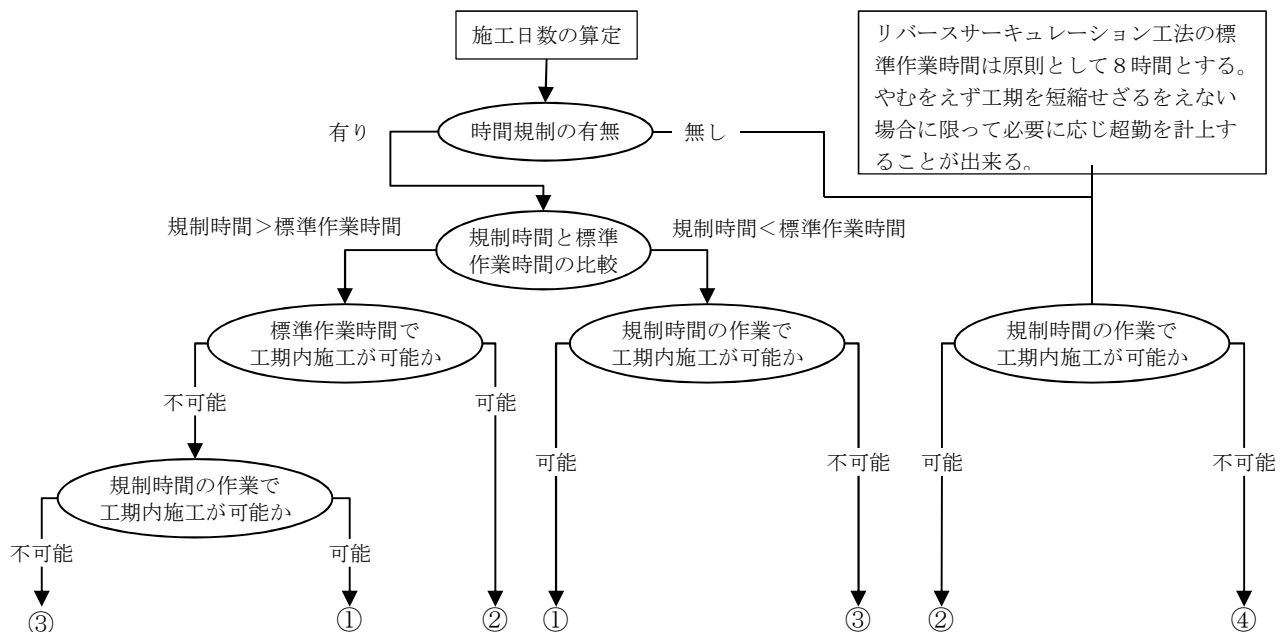 施工日数の算定
リバースサーキュレーション工法の標
準作業時間は原則として８時間とする。
やむをえず工期を短縮せざるをえない
場合に限って必要に応じ超勤を計上す
ることが出来る。
有り
時間規制の有無
無し
規制時間＞標準作業時間
規制時間と標準
作業時間の比較
規制時間＜標準作業時間
標準作業時間で
工期内施工が可能か
規制時間の作業で
工期内施工が可能か
規制時間の作業で
工期内施工が可能か
不可能
可能
可能
不可能
可能
不可能
規制時間の作業で
工期内施工が可能か
不可能
可能
③
①
②
①
③
②
④